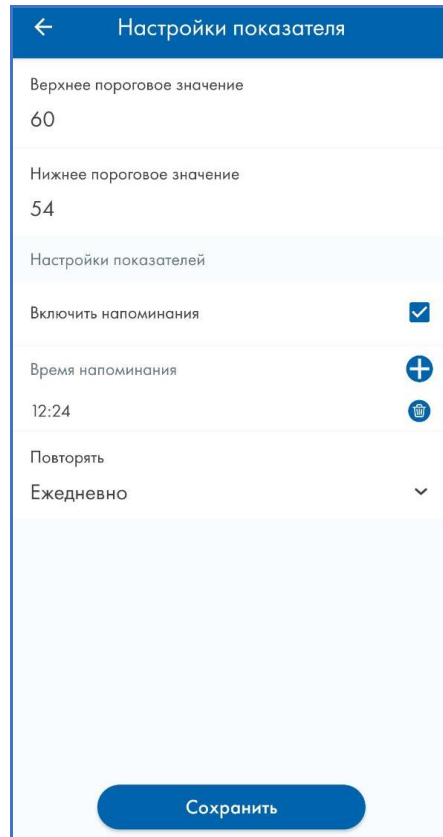 Настройки показателя
Верхнее пороговое значение
60
Нижнее пороговое значение
54
Настройки показателей
Включить напоминания
Время напоминания
12:24
Повторять
Ежедневно
Сохранить